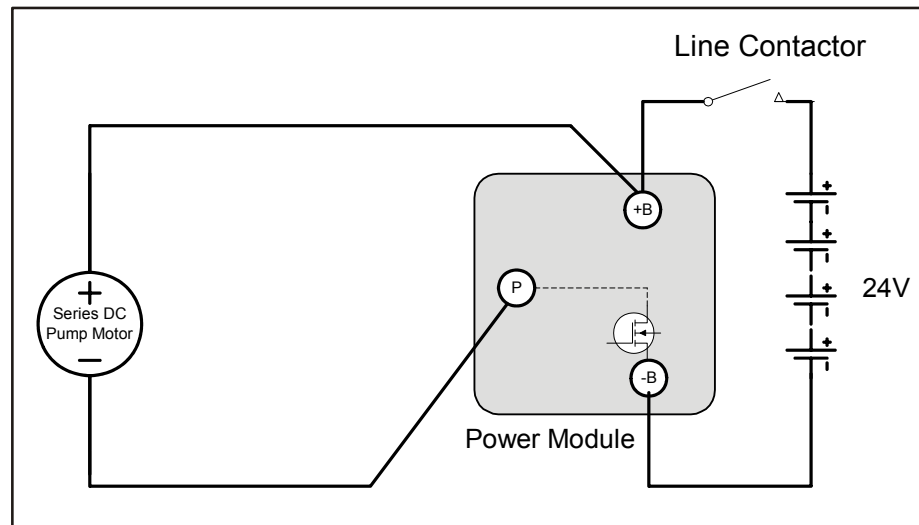 Line Contactor
+B
P
+
Series DC
Pump Motor
−
-B
Power Module
+
+
+
+
24V